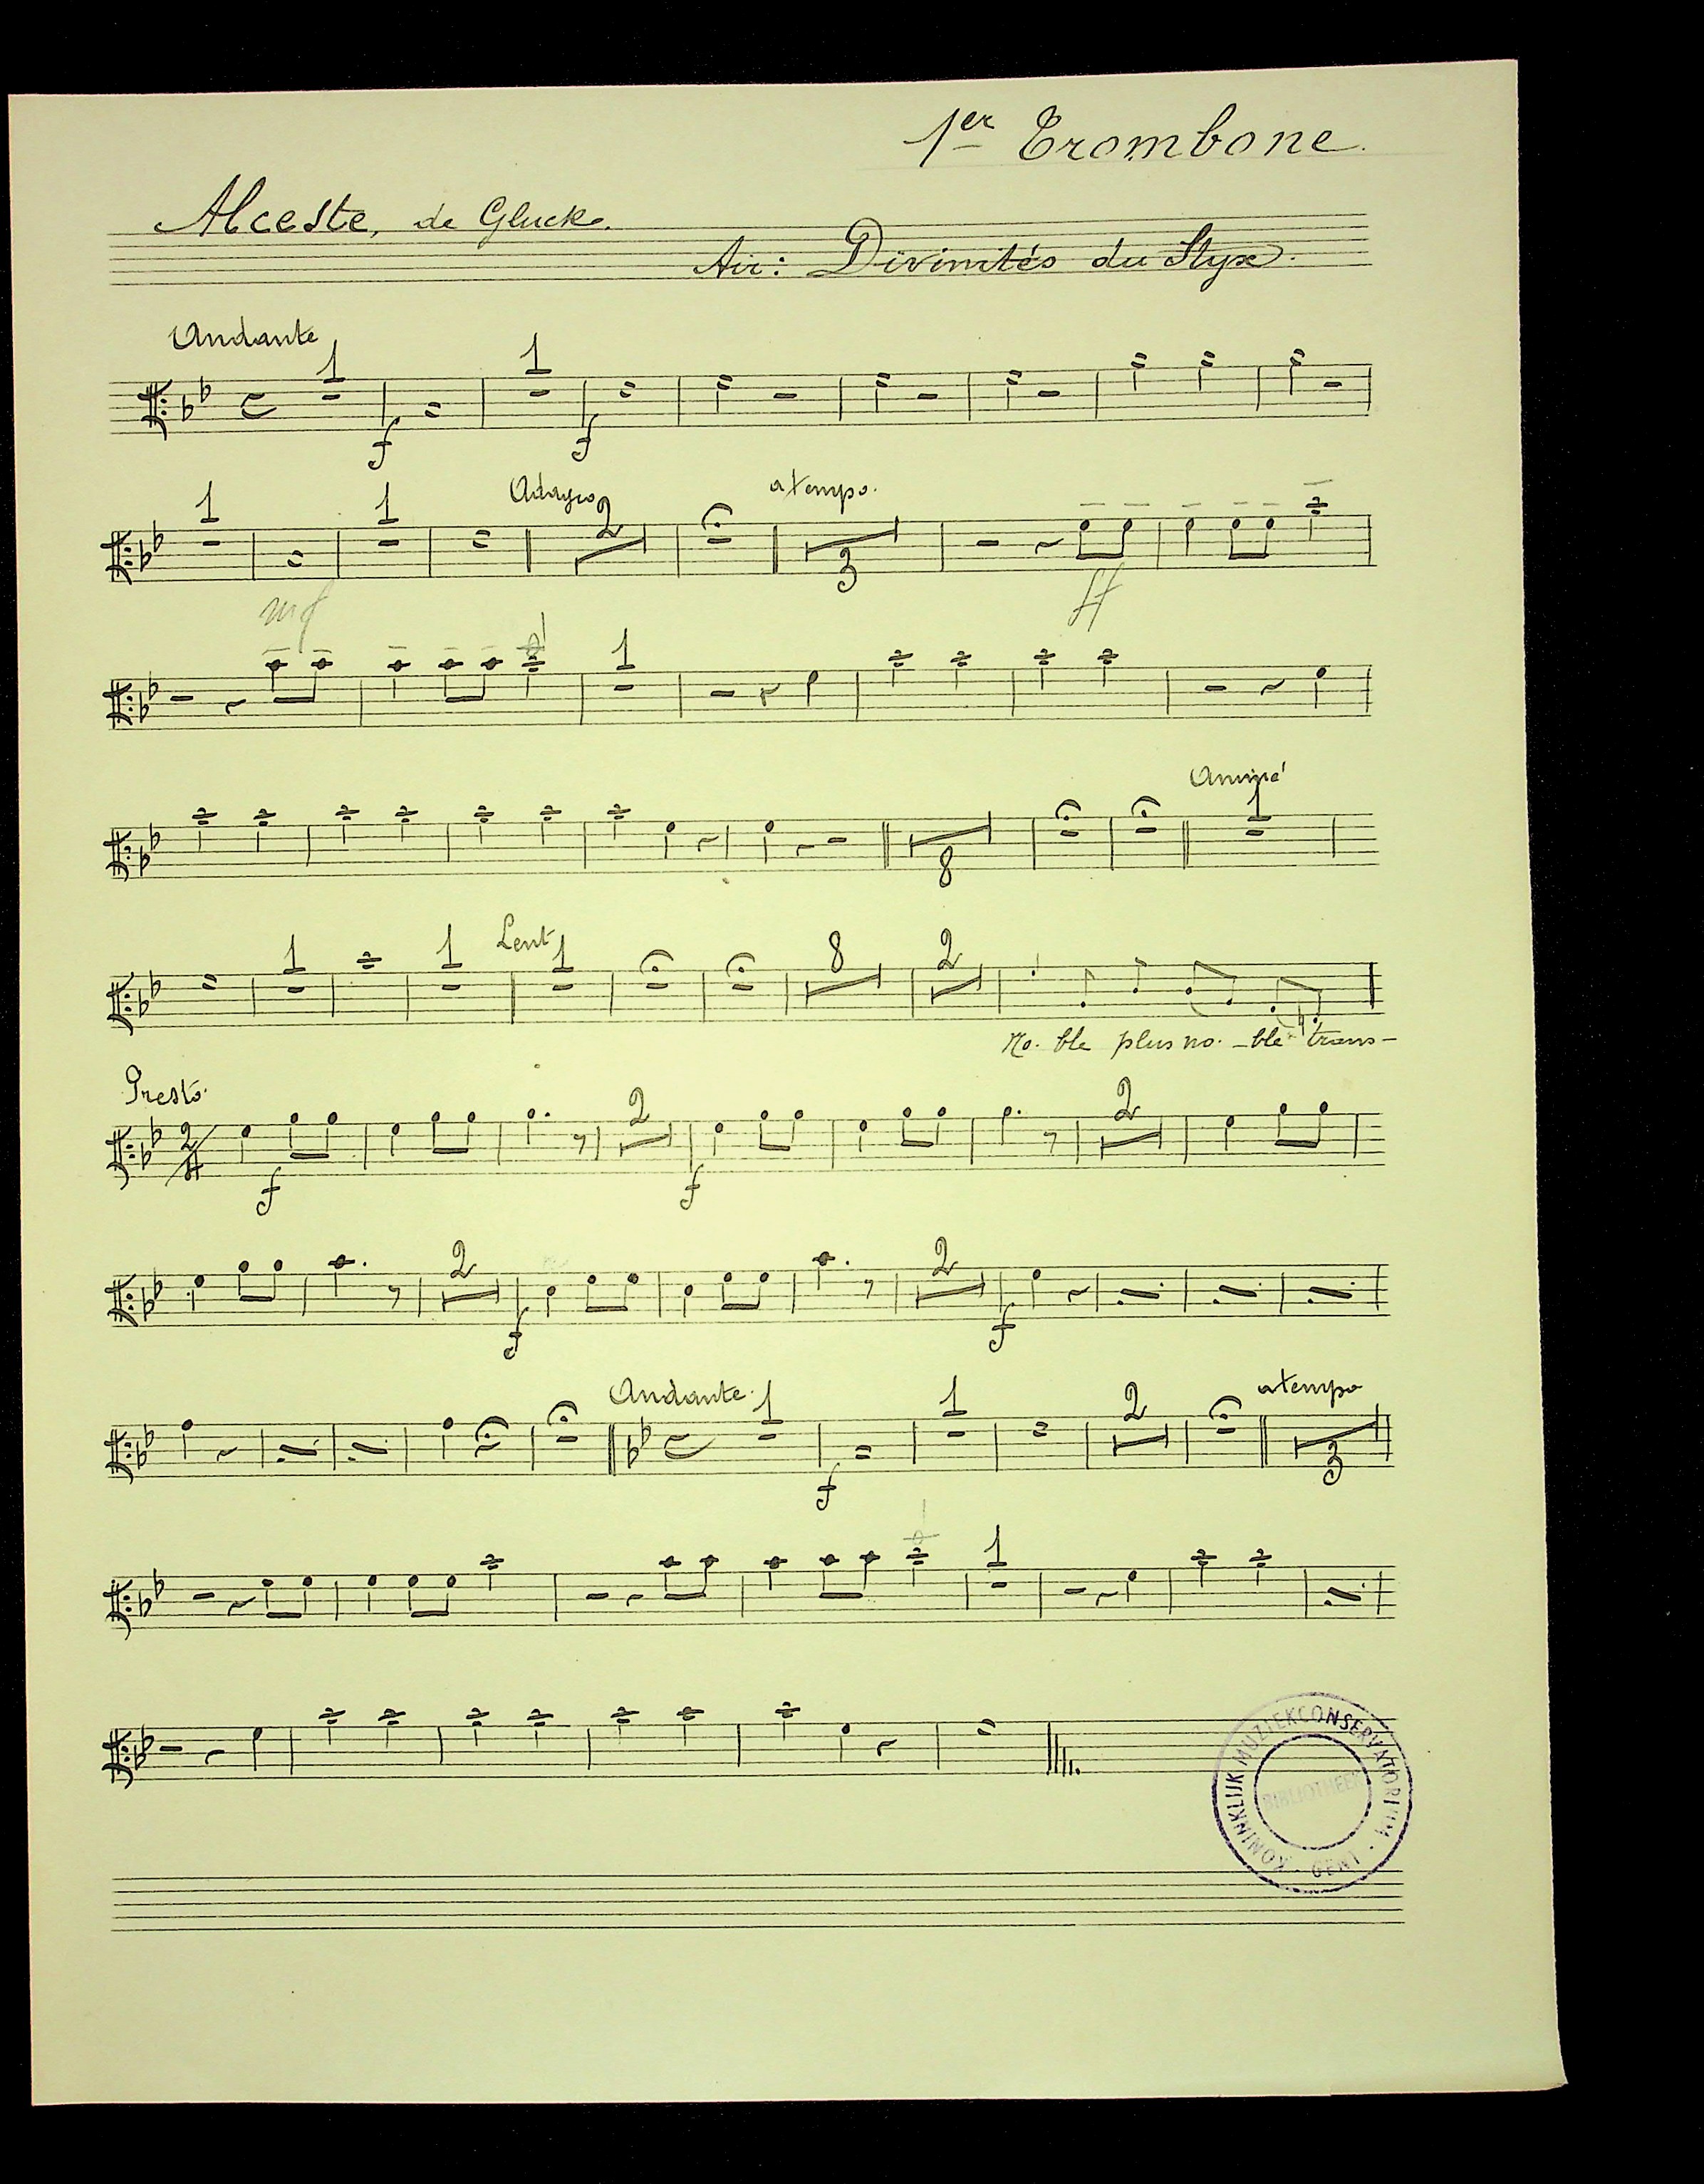 1er Trombone.
Alceste, de Gluck.
Air: Divinités du Styx.
Andante
1 1
f f
1 1 Adagio 2 a tempo.
3
mf ff
1
Animé
1
8
1 1 Lent 1 8 2
No- ble plus no- -ble trans-
Presto.
2 2 2
4
f f
2 2
f f
Andante. 1 1 2 a tempo
f 3
1
KONINKLIJK MUZIEKCONSERVATORIUM - GENT -
BIBLIOTHEEK